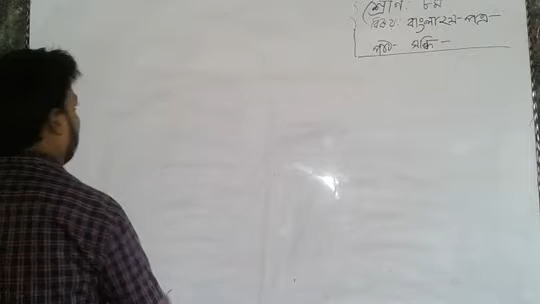 শ্রেণি: ৮ম
বিষয়: বাংলা ২য়-পত্র-
পাঠ- সন্ধি-